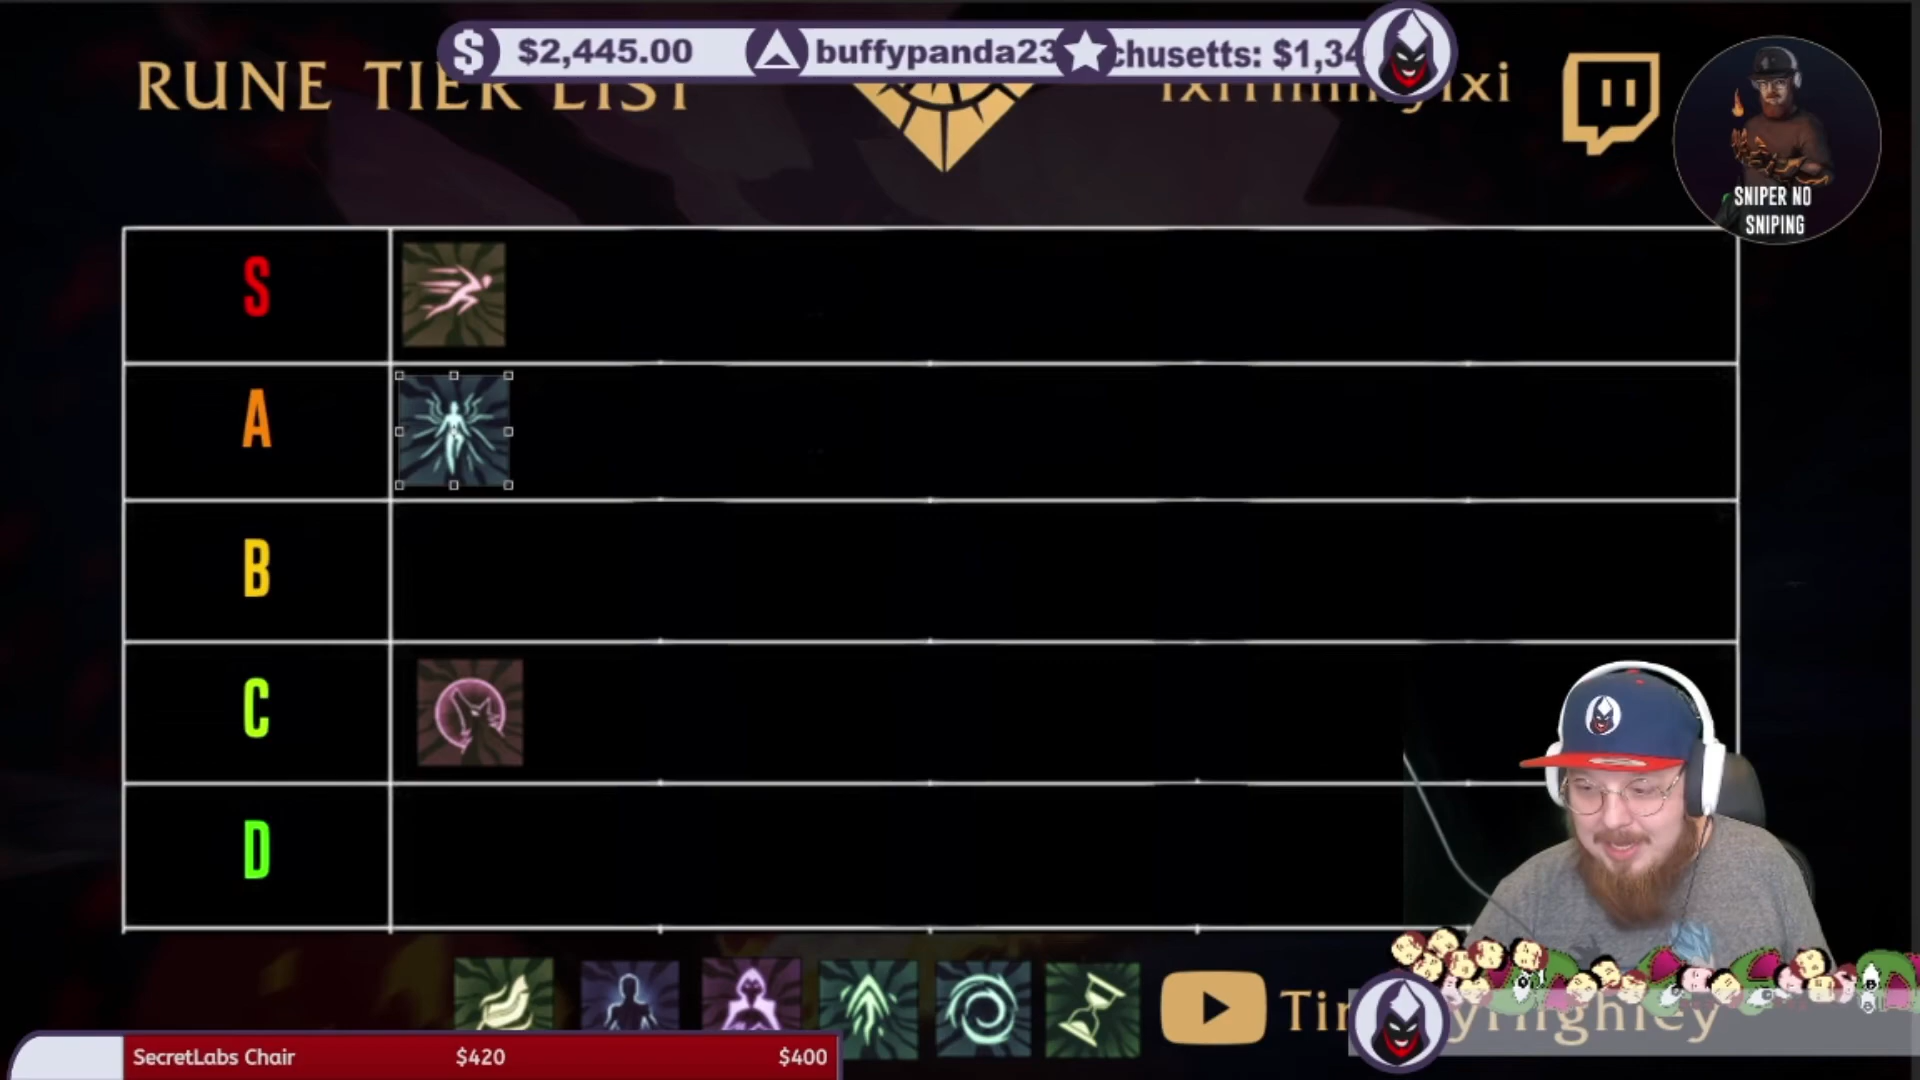 $2,445.00
buffypanda23
chusetts: $1,34
RUNE TIER LIST
SNIPER NO
SNIPING
S
A
B
C
D
SecretLabs Chair $420 $400